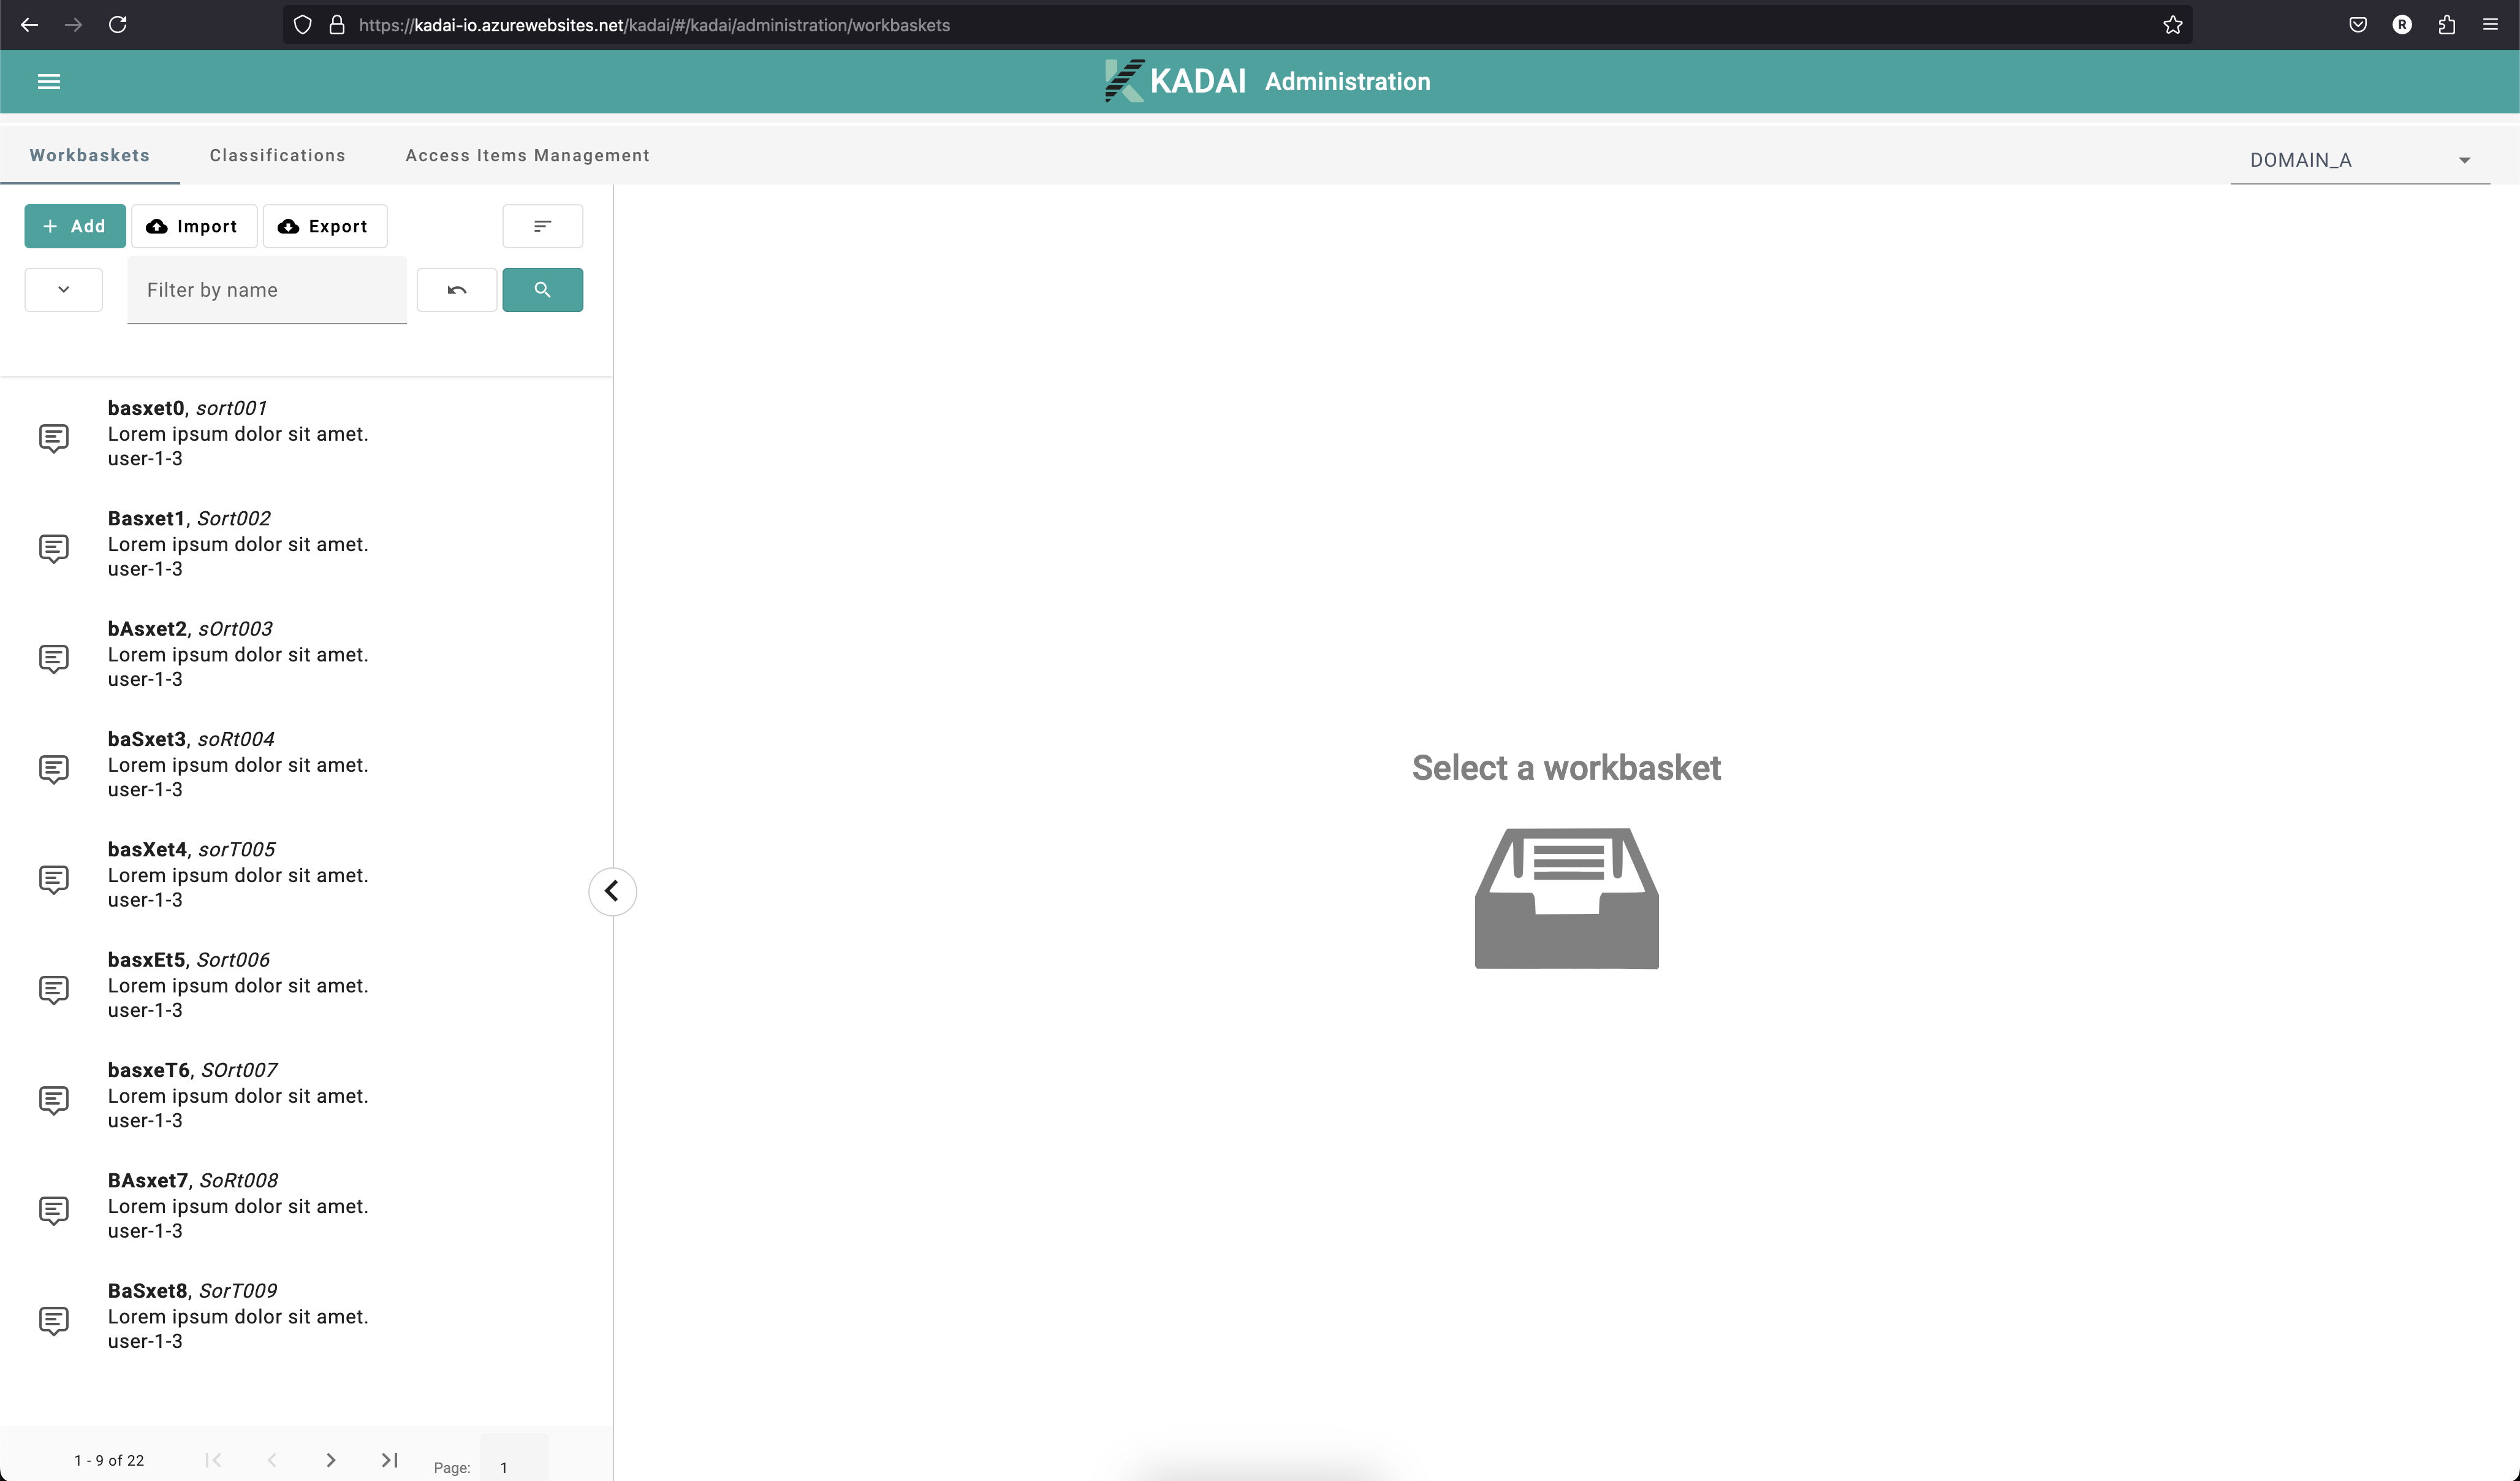 https://kadai-io.azurewebsites.net/kadai/#/kadai/administration/workbaskets
R
KADAI Administration
Workbaskets Classifications Access Items Management
DOMAIN_A
Add Import Export
Filter by name
basxet0, sort001
Lorem ipsum dolor sit amet.
user-1-3
Basxet1, Sort002
Lorem ipsum dolor sit amet.
user-1-3
bAsxet2, sOrt003
Lorem ipsum dolor sit amet.
user-1-3
baSxet3, soRt004
Lorem ipsum dolor sit amet.
user-1-3
basXet4, sorT005
Lorem ipsum dolor sit amet.
user-1-3
basxEt5, Sort006
Lorem ipsum dolor sit amet.
user-1-3
basxeT6, SOrt007
Lorem ipsum dolor sit amet.
user-1-3
BAsxet7, SoRt008
Lorem ipsum dolor sit amet.
user-1-3
BaSxet8, SorT009
Lorem ipsum dolor sit amet.
user-1-3
1 - 9 of 22
Page: 1
Select a workbasket